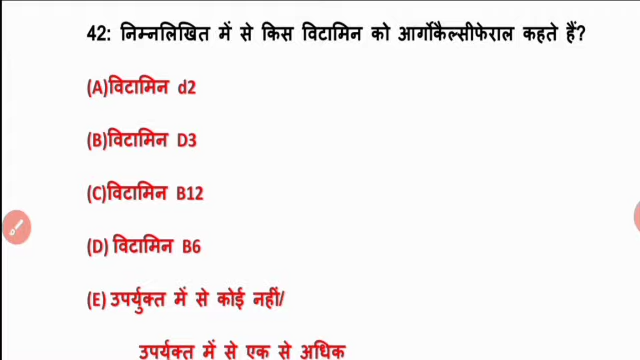 42: निम्नलिखित में से किस विटामिन को आर्गोकैल्सीफेराल कहते हैं?
(A)विटामिन d2
(B)विटामिन D3
(C)विटामिन B12
(D) विटामिन B6
(E) उपर्युक्त में से कोई नहीं/
उपर्यक्त में से एक से अधिक